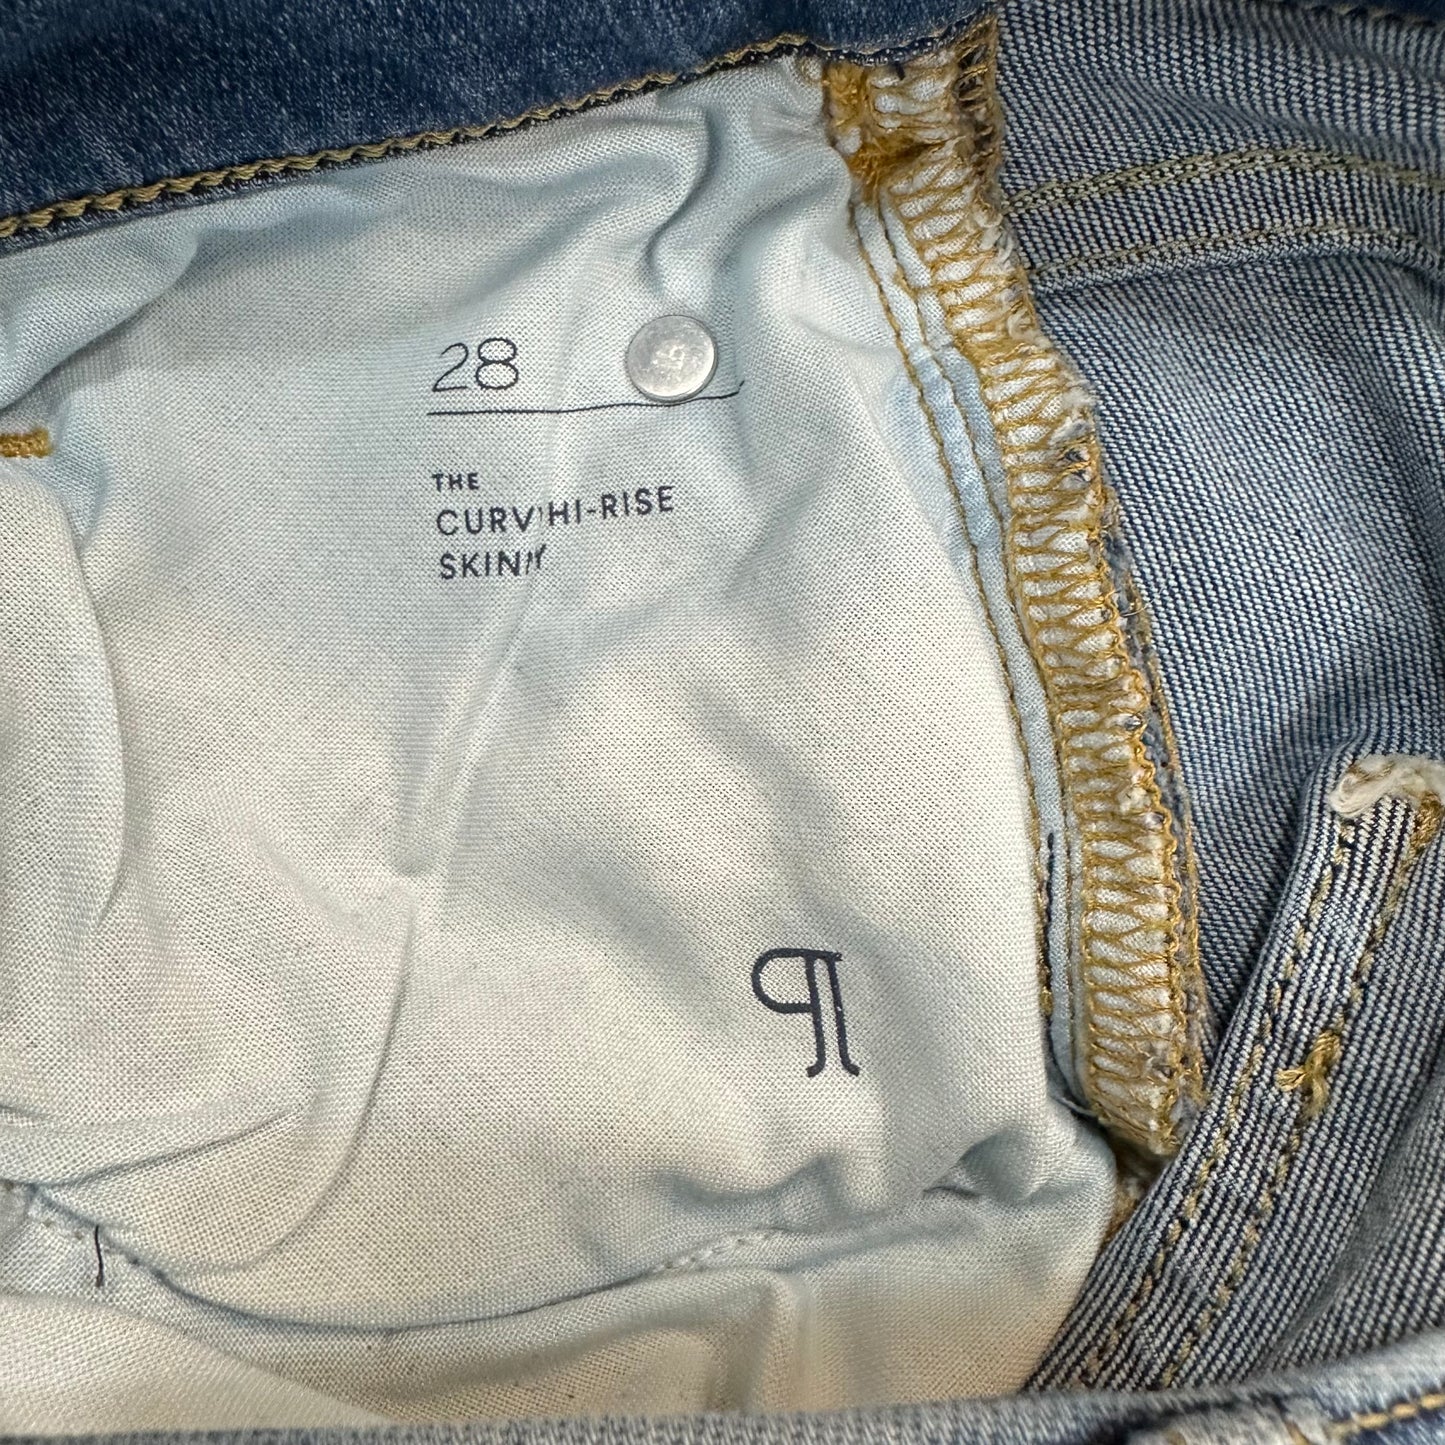 28
THE
CURVY HI-RISE
SKINNY